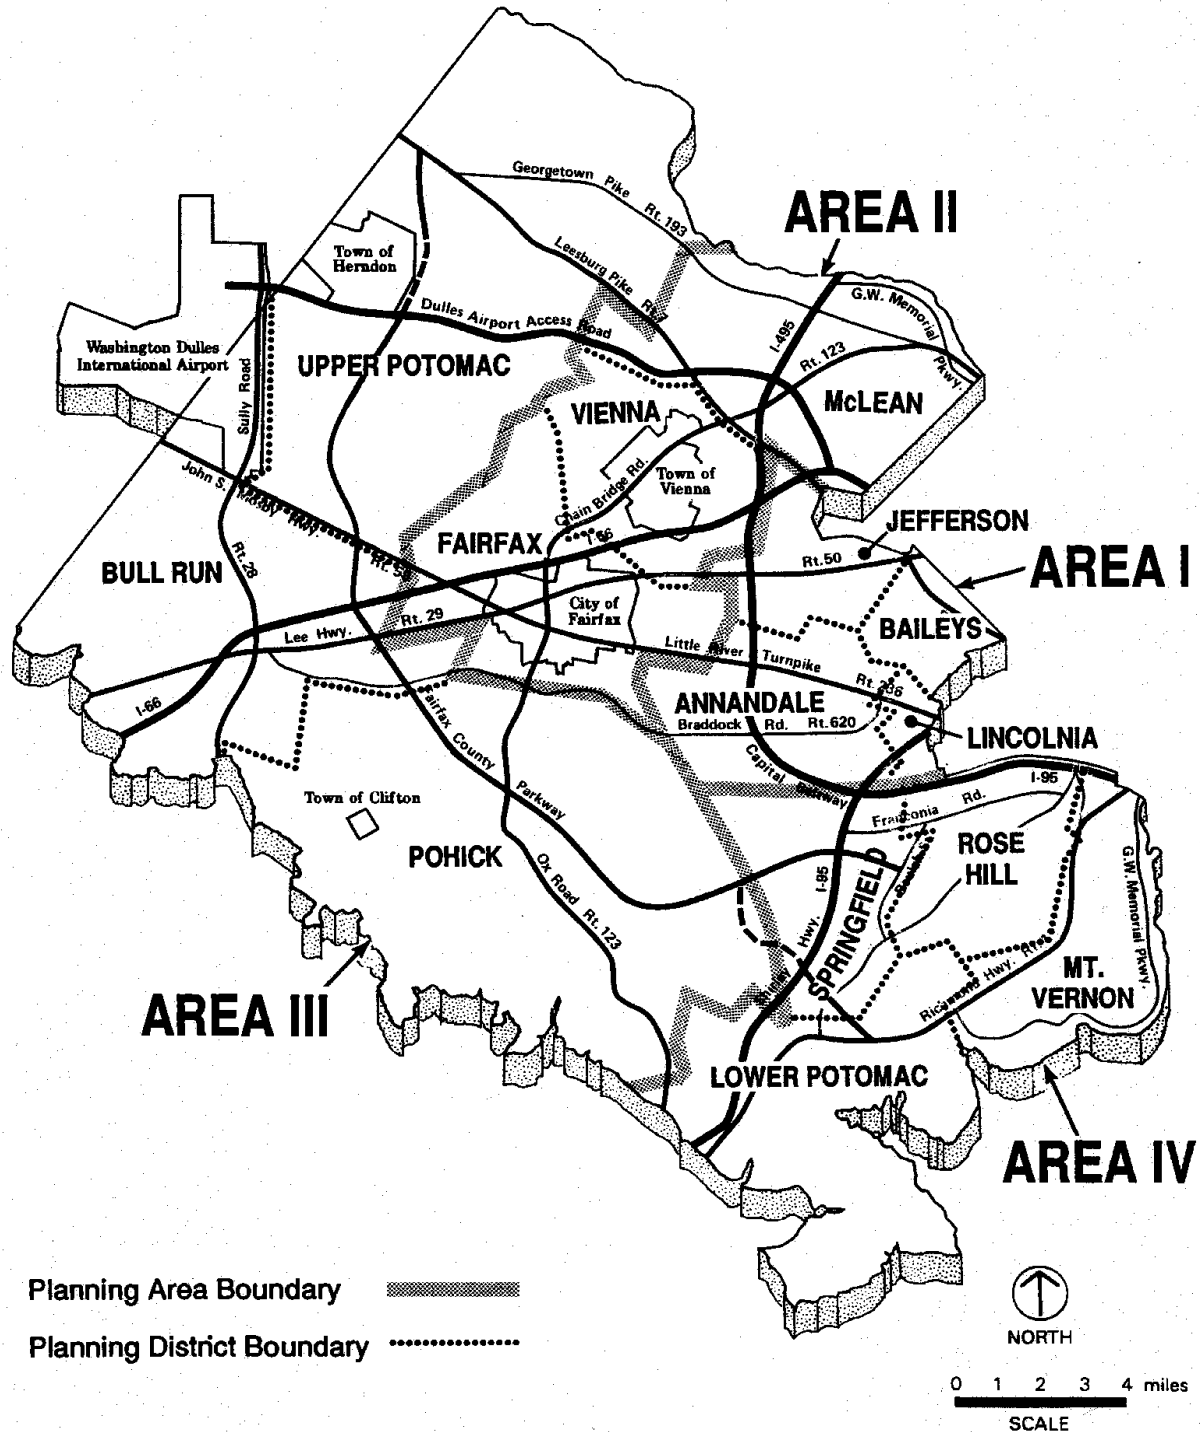 Georgetown Pike Rt. 193
AREA II
Town of
Herndon
Leesburg Pike Rt.
G.W. Memorial
Pkwy.
Dulles Airport Access Road
I-495
Rt. 123
Washington Dulles
International Airport
UPPER POTOMAC
Sully Road
VIENNA
McLEAN
John S. Mosby Hwy.
Rt. 50
Chain Bridge Rd.
Town of
Vienna
JEFFERSON
FAIRFAX
I-66
Rt.50
AREA I
BULL RUN
Rt. 28
City of
Fairfax
Lee Hwy.
Rt. 29
BAILEYS
Little River Turnpike
Rt. 236
I-66
ANNANDALE
Braddock Rd. Rt.620
LINCOLNIA
Fairfax County Parkway
Capital Beltway
I-95
Town of Clifton
Franconia Rd.
POHICK
ROSE
HILL
SPRINGFIELD
I-95
G.W. Memorial Pkwy.
Ox Road Rt. 123
Shirley Hwy.
Richmond Hwy. Rt. 1
MT.
VERNON
AREA III
LOWER POTOMAC
AREA IV
Planning Area Boundary
Planning District Boundary
NORTH
0 1 2 3 4 miles
SCALE